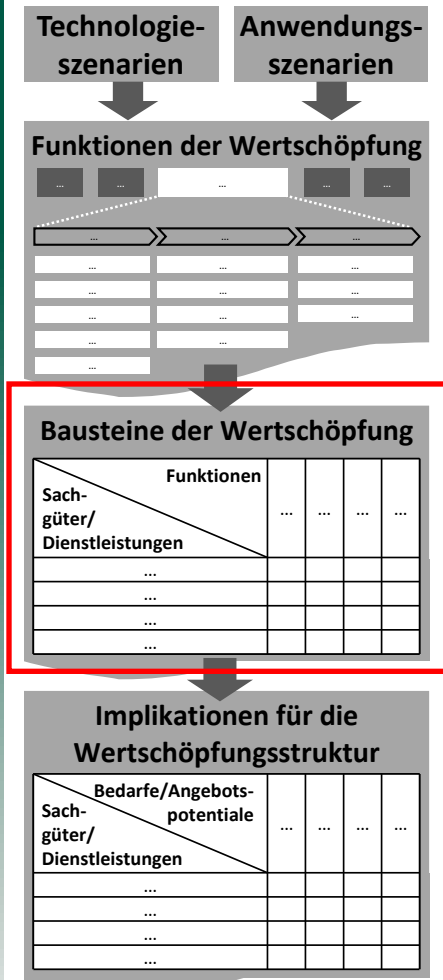 Technologie-
szenarien
Anwendungs-
szenarien
Funktionen der Wertschöpfung
... ... ... ... ...
... ... ...
... ... ...
... ... ...
... ... ...
... ...
...
Bausteine der Wertschöpfung
Funktionen
Sach-
güter/
Dienstleistungen
... ... ... ...
...
...
...
...
Implikationen für die
Wertschöpfungsstruktur
Bedarfe/Angebots-
potentiale
Sach-
güter/
Dienstleistungen
... ... ... ...
...
...
...
...